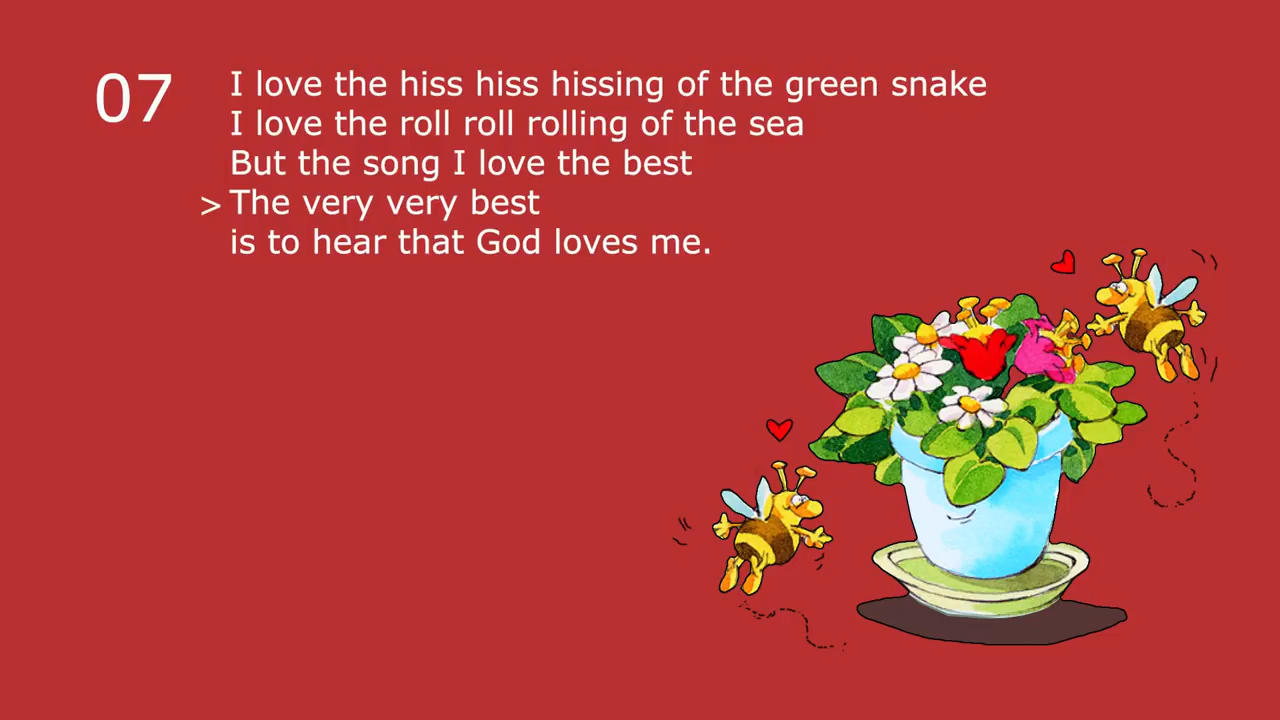 07
I love the hiss hiss hissing of the green snake
I love the roll roll rolling of the sea
But the song I love the best
> The very very best
is to hear that God loves me.